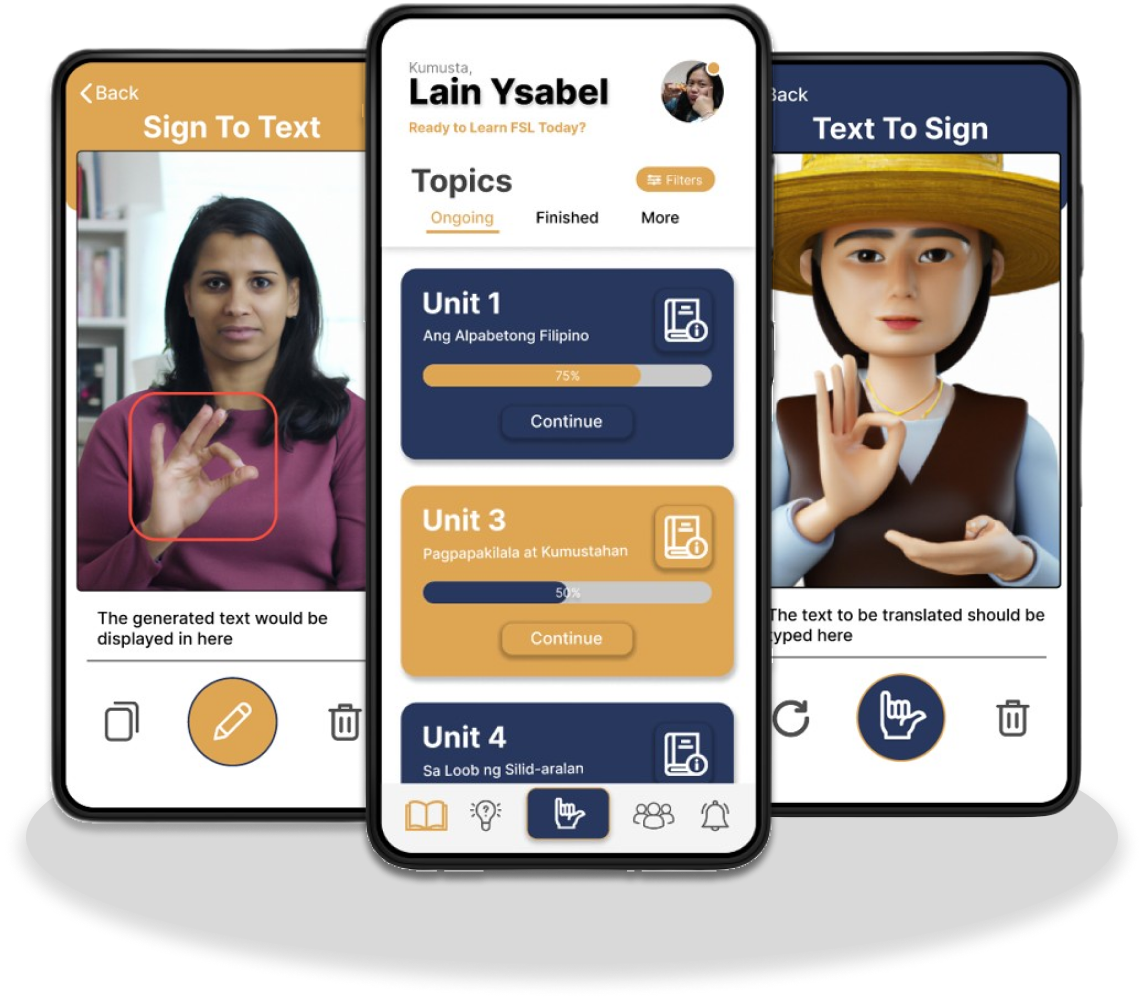 Back
Sign To Text
The generated text would be
displayed in here
Kumusta,
Lain Ysabel
Ready to Learn FSL Today?
Topics
Filters
Ongoing
Finished
More
Unit 1
Ang Alpabetong Filipino
75%
Continue
Unit 3
Pagpapakilala at Kumustahan
50%
Continue
Unit 4
Sa Loob ng Silid-aralan
Back
Text To Sign
The text to be translated should be
typed here